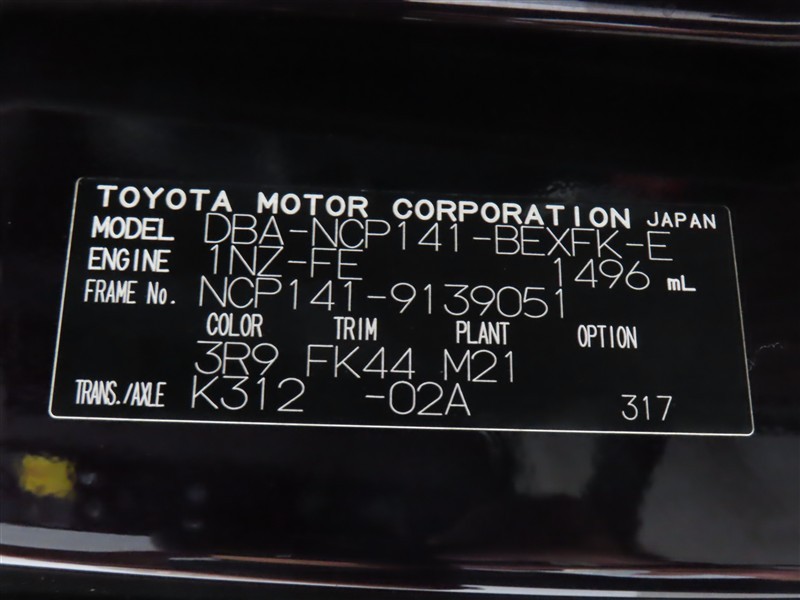 TOYOTA MOTOR CORPORATION JAPAN
MODEL DBA-NCP141-BEXFK-E
ENGINE 1NZ-FE 1496 mL
FRAME No. NCP141-9139051
COLOR TRIM PLANT OPTION
3R9 FK44 M21
TRANS./AXLE K312 -02A 317